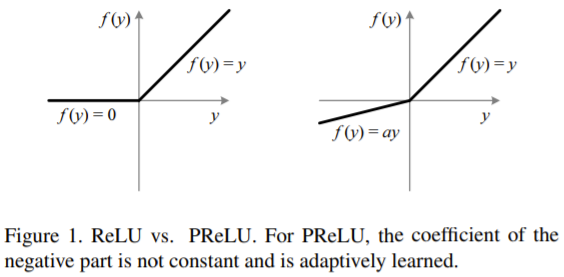 f(y)
f(y) = y
f(y) = 0
y
f(y)
f(y) = y
f(y) = ay
y
Figure 1. ReLU vs. PReLU. For PReLU, the coefficient of the
negative part is not constant and is adaptively learned.